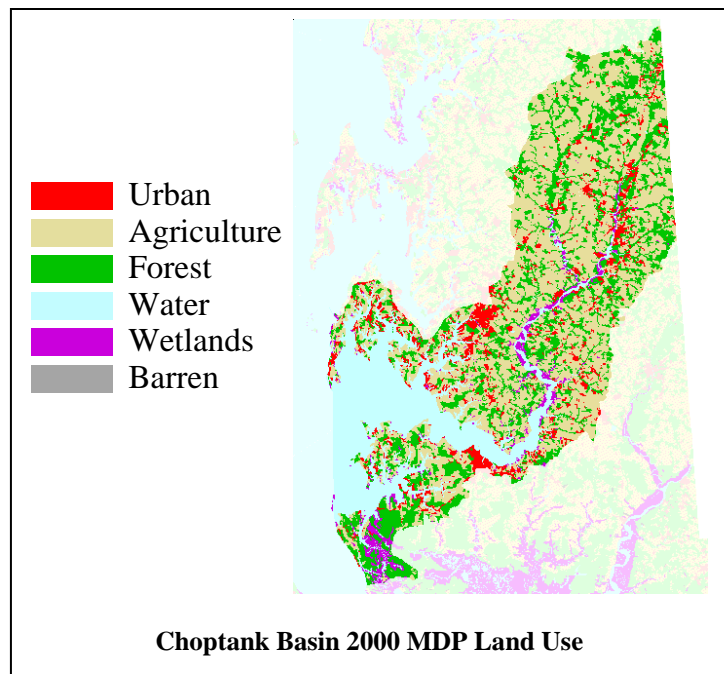 Urban
Agriculture
Forest
Water
Wetlands
Barren
Choptank Basin 2000 MDP Land Use